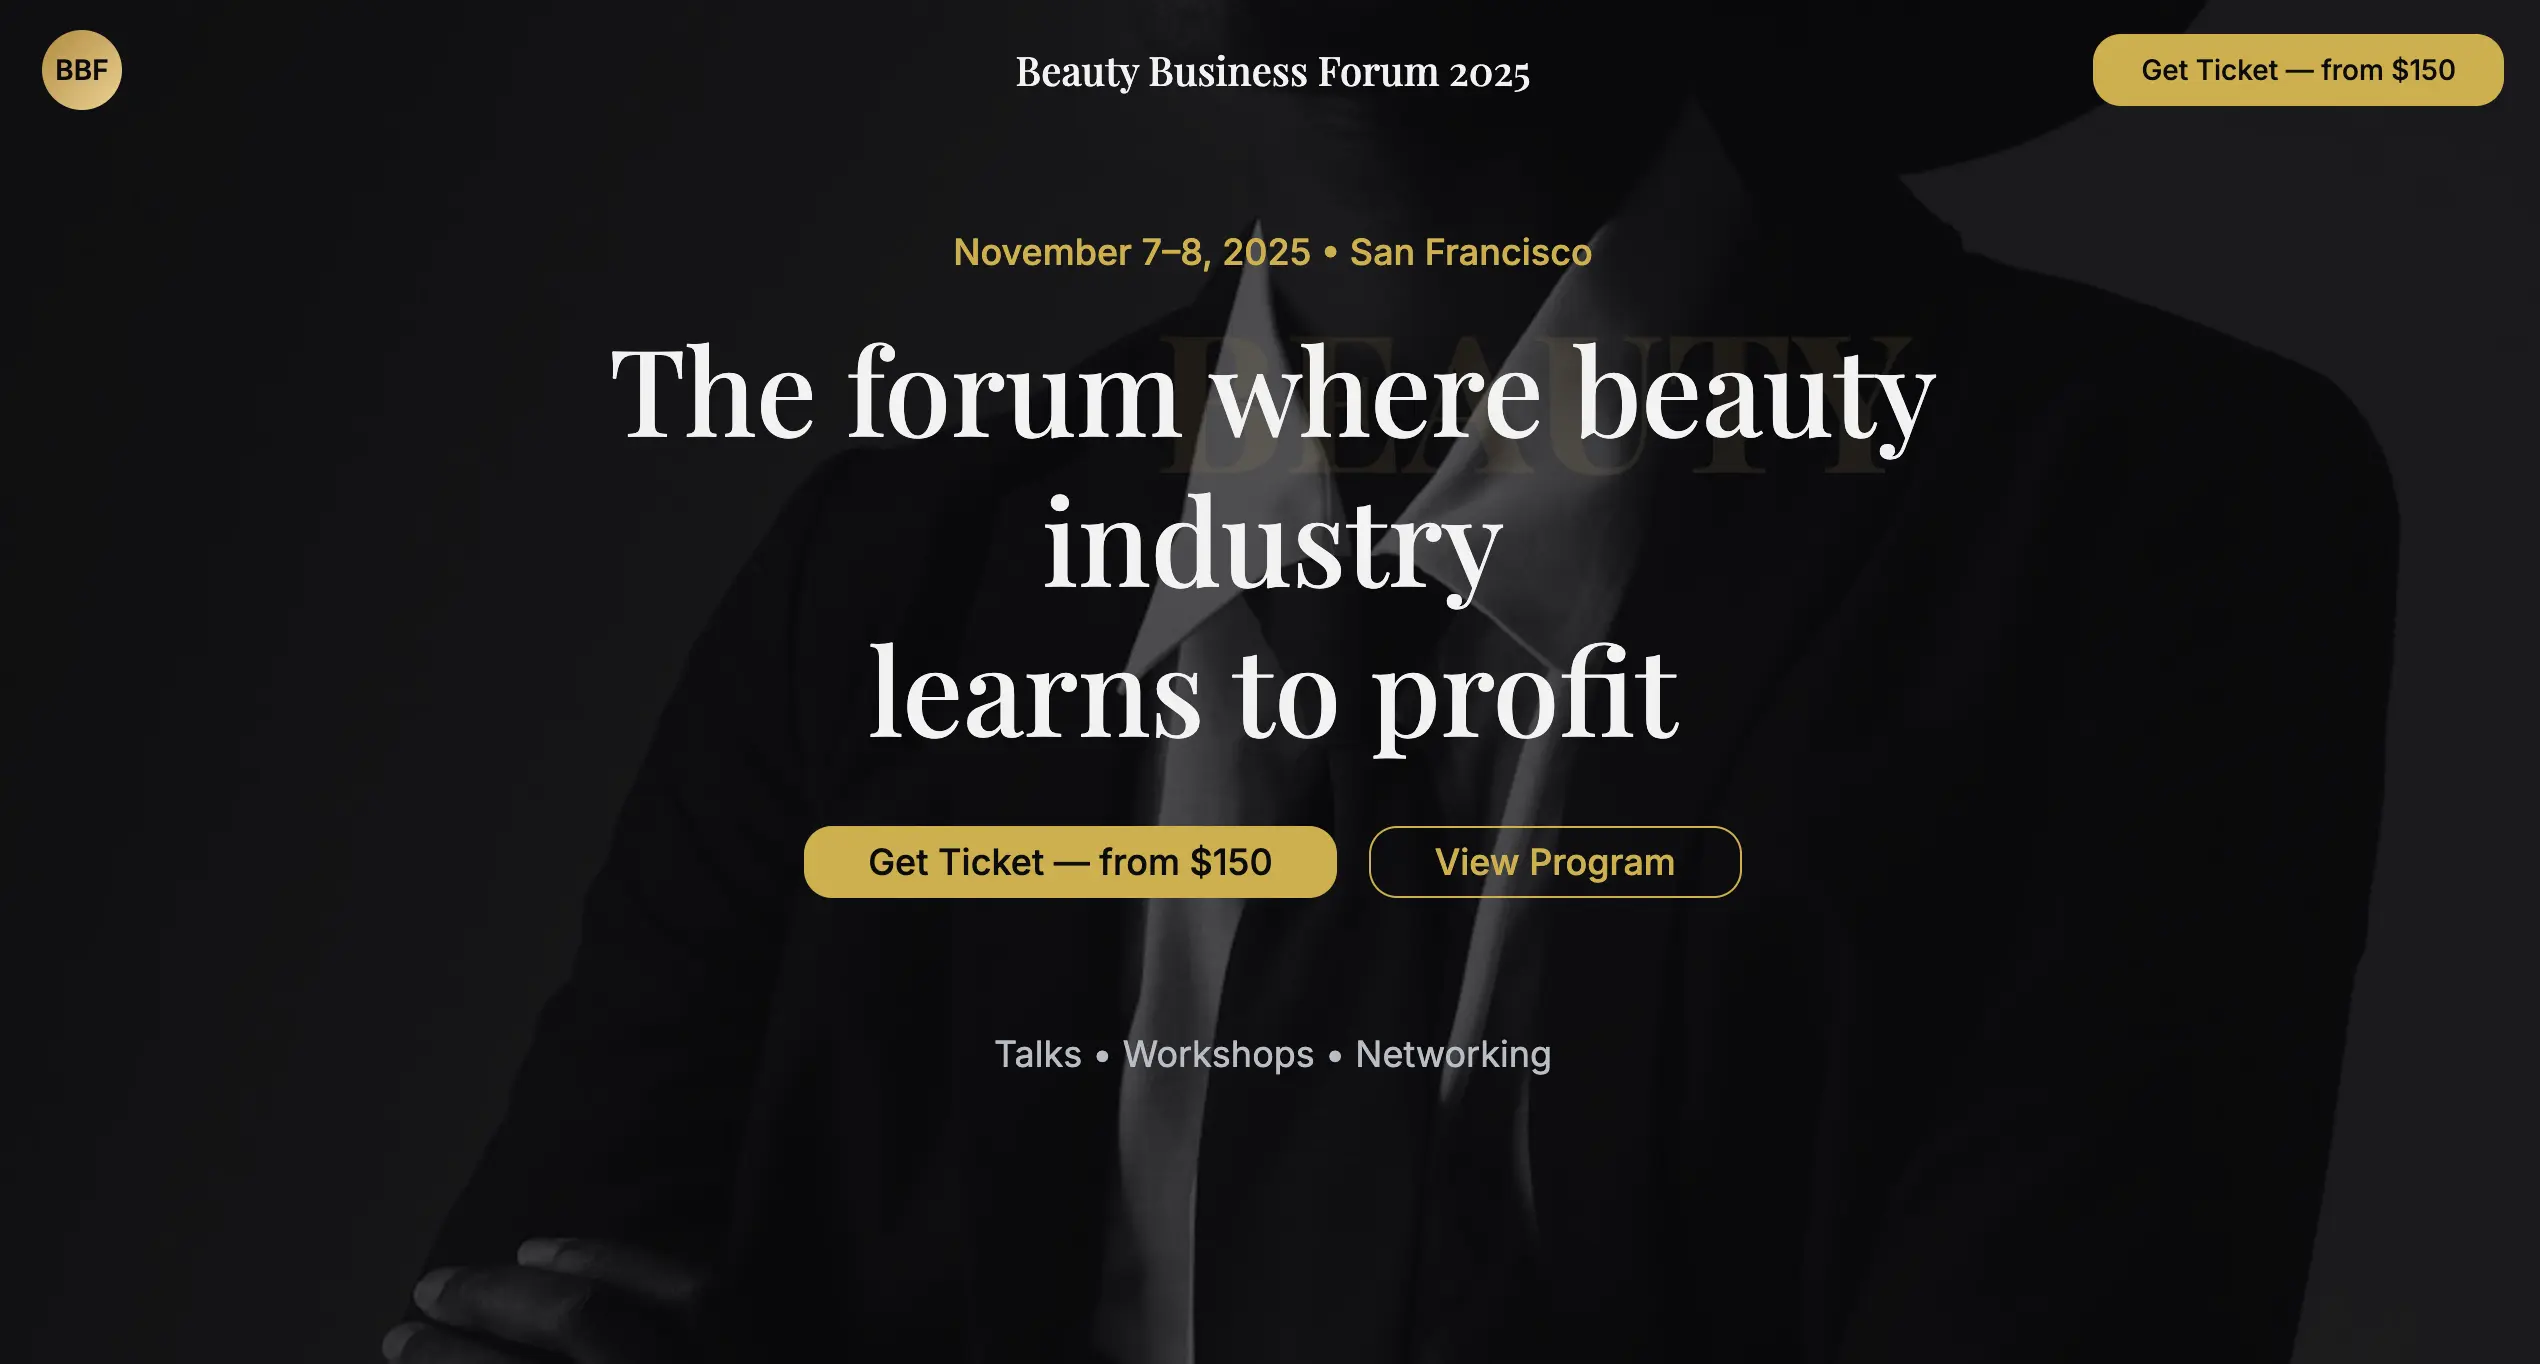 BBF
Beauty Business Forum 2025
Get Ticket — from $150
November 7–8, 2025 • San Francisco
BEAUTY
The forum where beauty
industry
learns to profit
Get Ticket — from $150
View Program
Talks • Workshops • Networking